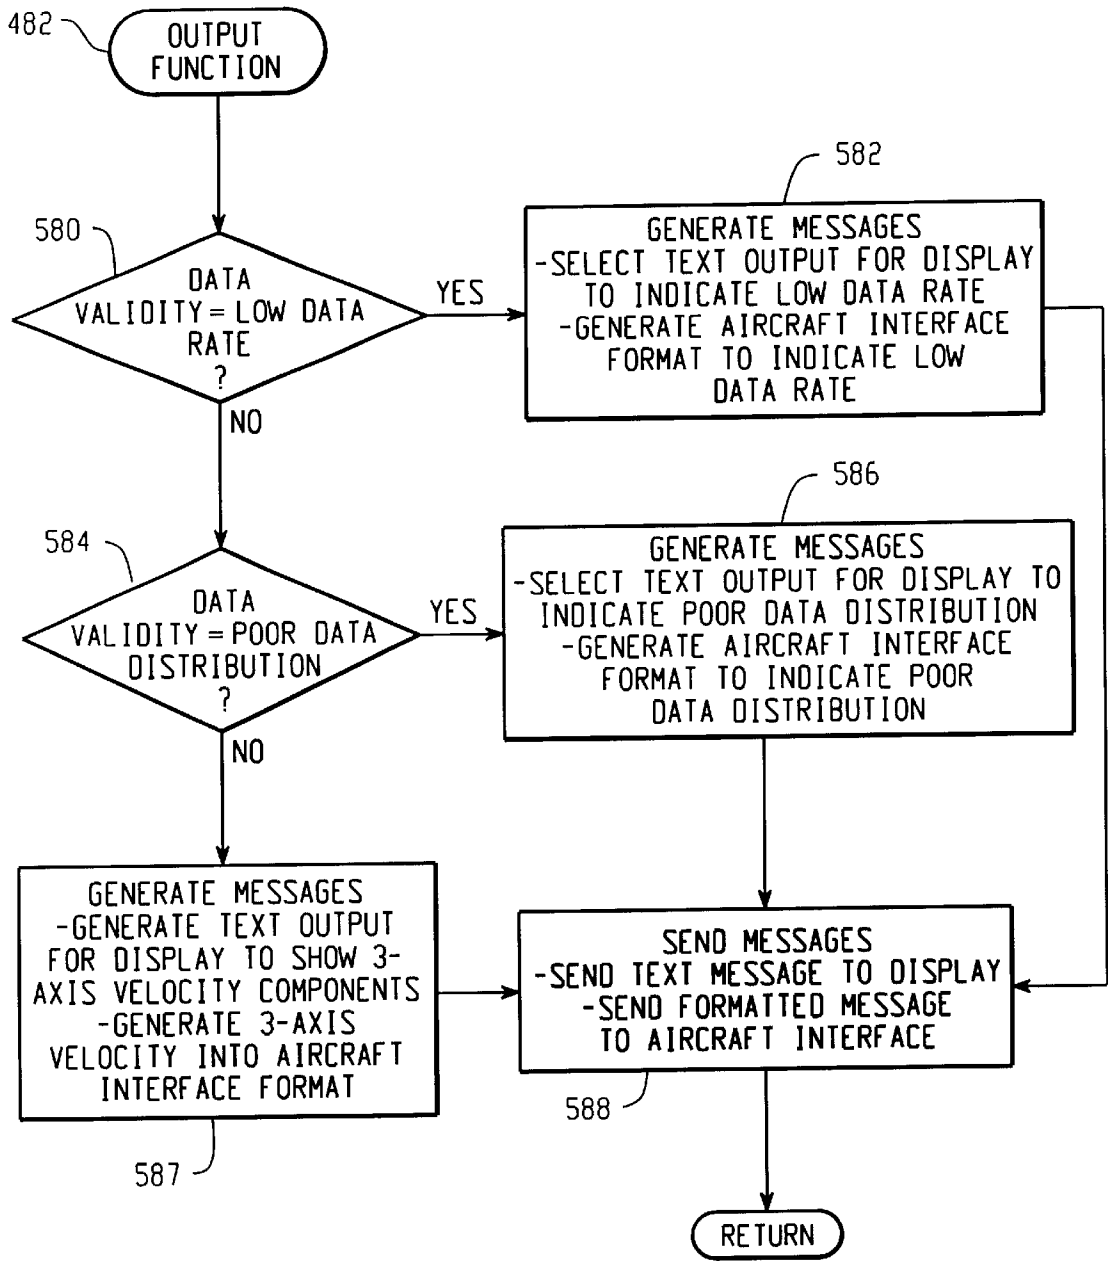 482
OUTPUT
FUNCTION
580
DATA
VALIDITY = LOW DATA
RATE
?
YES
NO
582
GENERATE MESSAGES
-SELECT TEXT OUTPUT FOR DISPLAY
TO INDICATE LOW DATA RATE
-GENERATE AIRCRAFT INTERFACE
FORMAT TO INDICATE LOW
DATA RATE
584
DATA
VALIDITY = POOR DATA
DISTRIBUTION
?
YES
NO
586
GENERATE MESSAGES
-SELECT TEXT OUTPUT FOR DISPLAY TO
INDICATE POOR DATA DISTRIBUTION
-GENERATE AIRCRAFT INTERFACE
FORMAT TO INDICATE POOR
DATA DISTRIBUTION
GENERATE MESSAGES
-GENERATE TEXT OUTPUT
FOR DISPLAY TO SHOW 3-
AXIS VELOCITY COMPONENTS
-GENERATE 3-AXIS
VELOCITY INTO AIRCRAFT
INTERFACE FORMAT
587
SEND MESSAGES
-SEND TEXT MESSAGE TO DISPLAY
-SEND FORMATTED MESSAGE
TO AIRCRAFT INTERFACE
588
RETURN